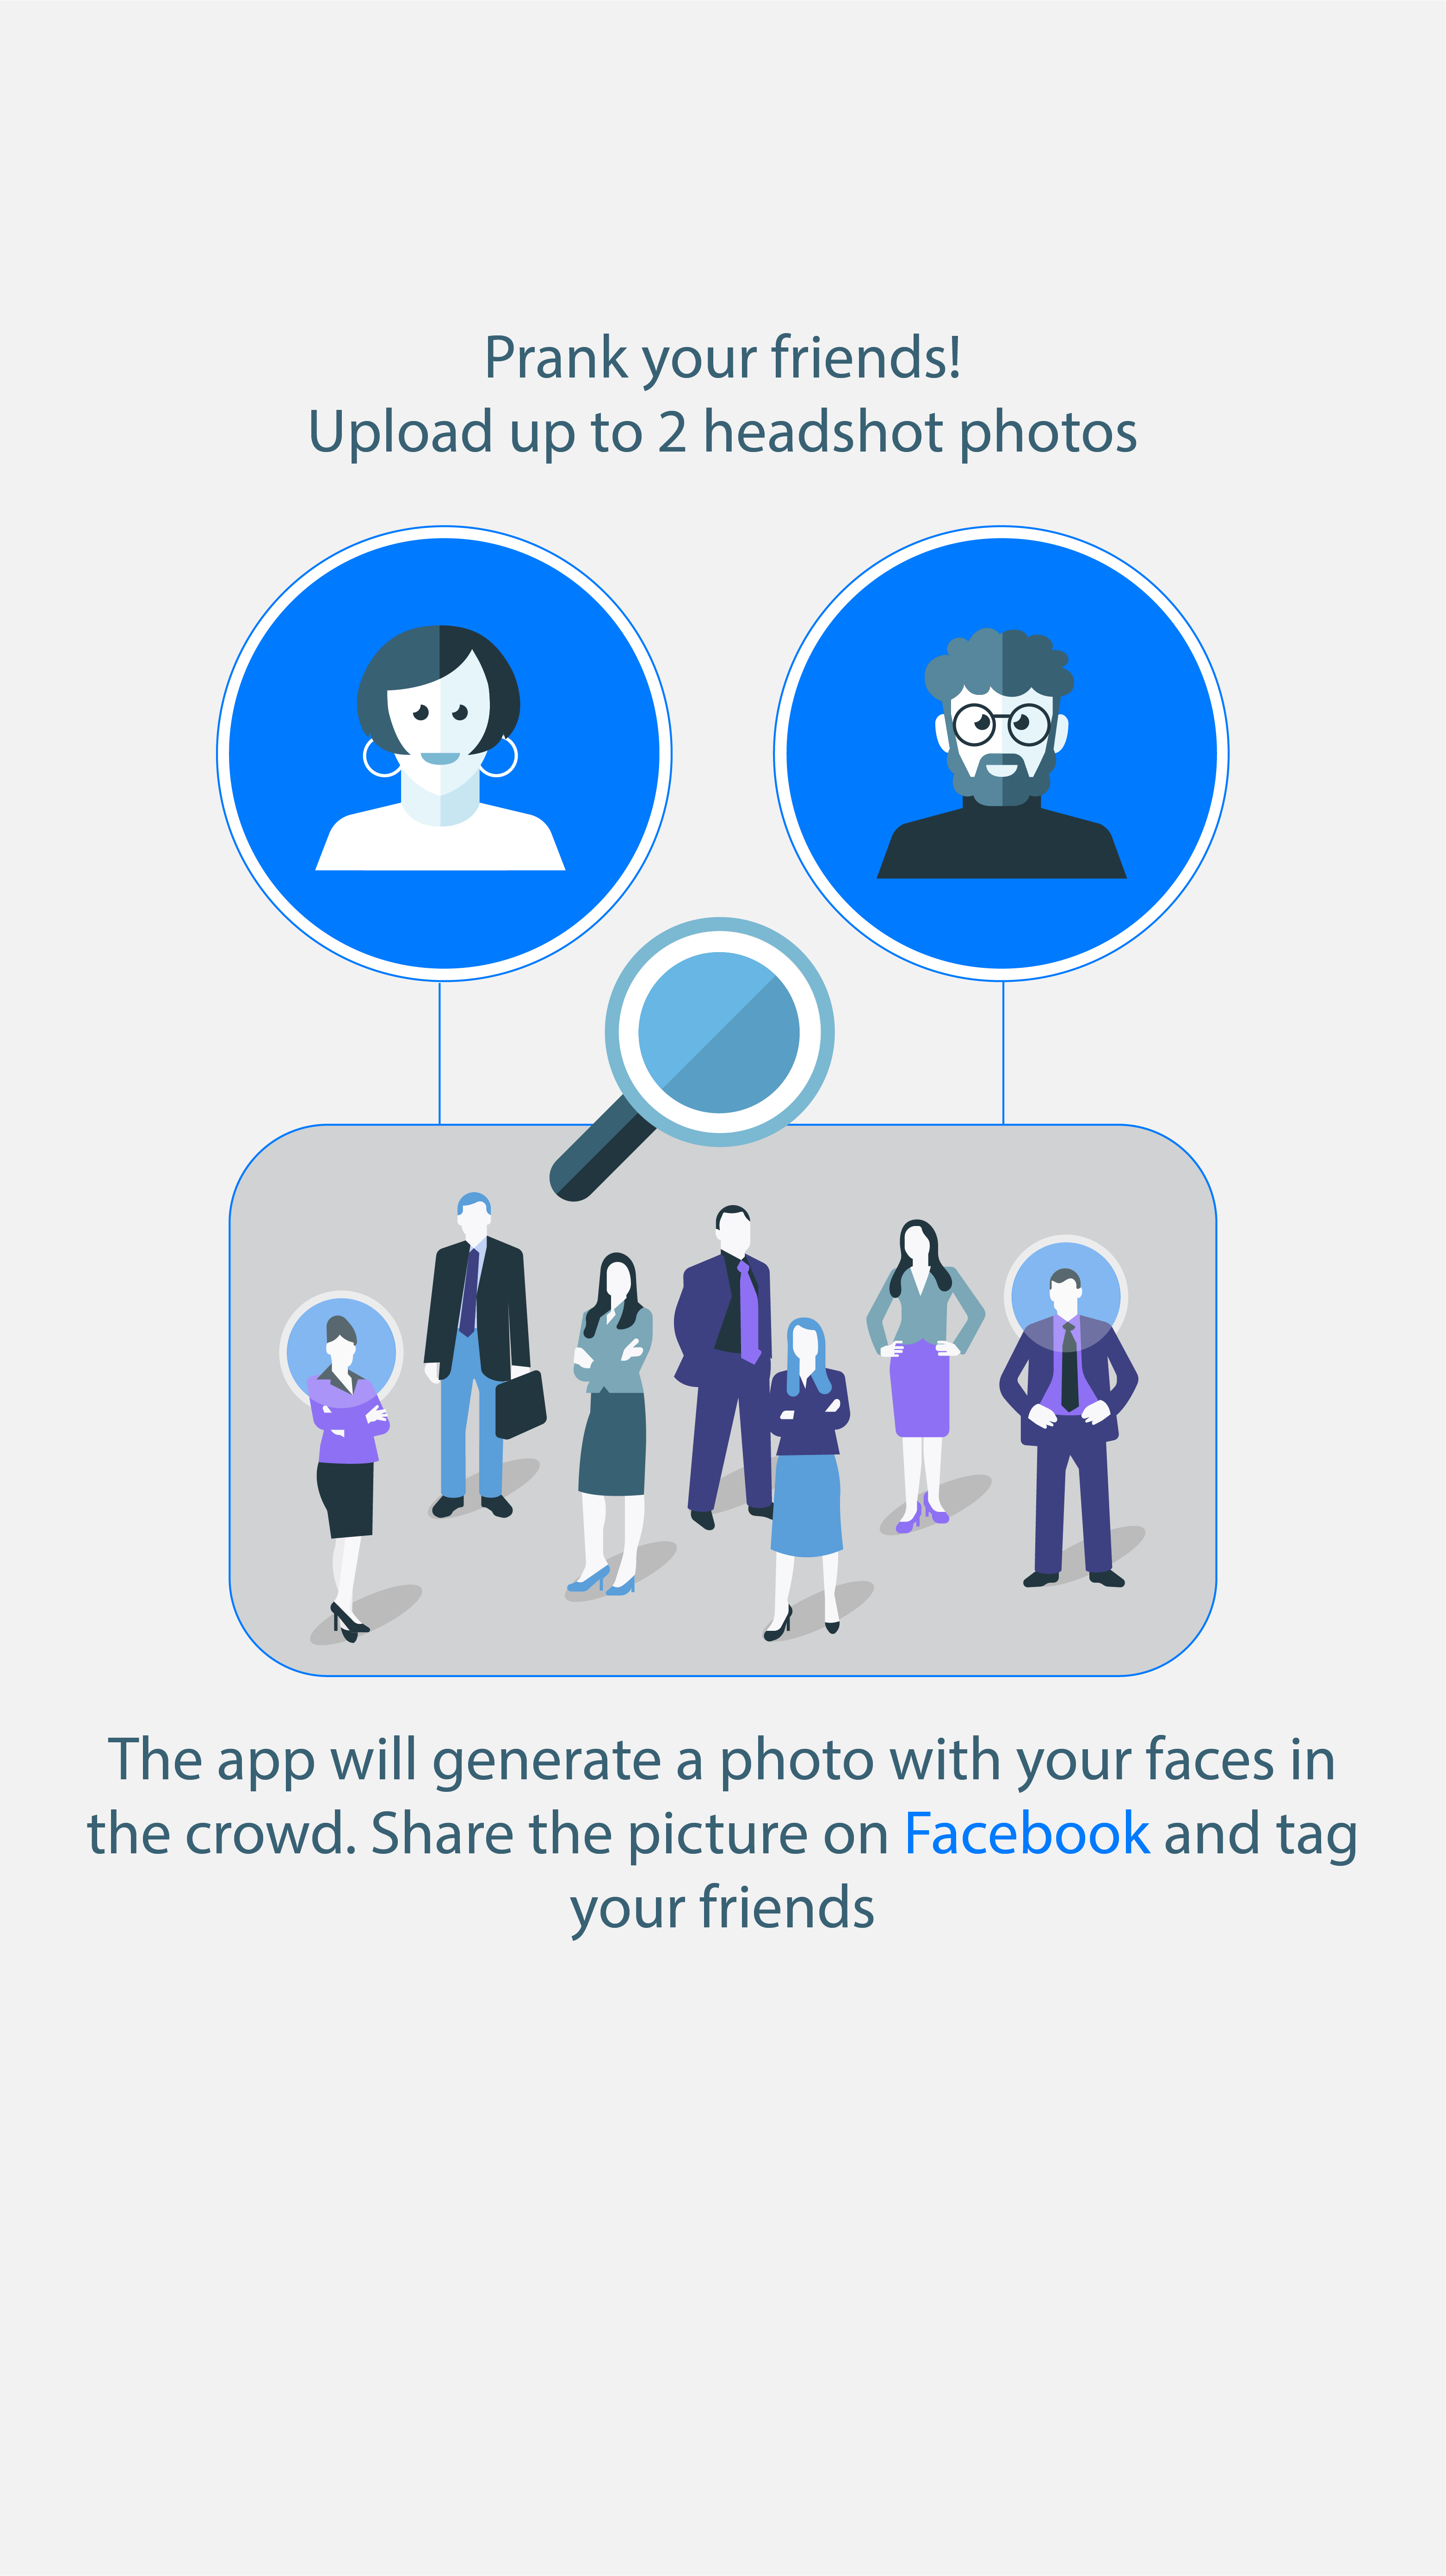 Prank your friends!
Upload up to 2 headshot photos
The app will generate a photo with your faces in
the crowd. Share the picture on Facebook and tag
your friends